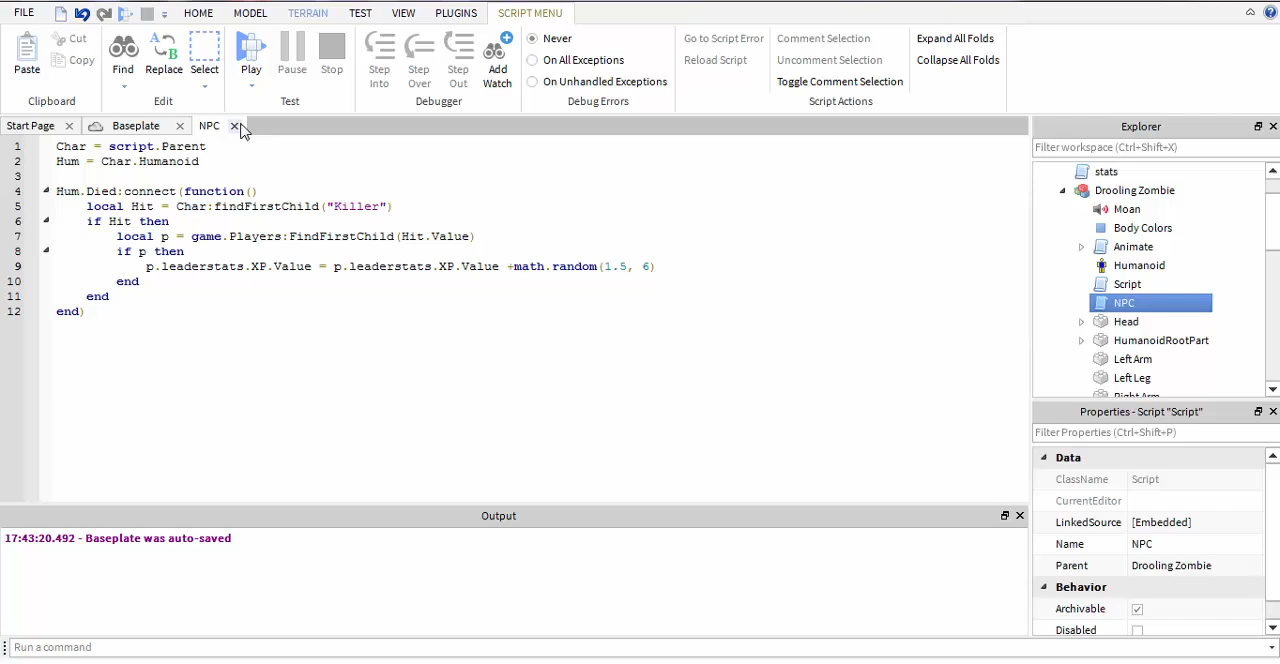 FILE HOME MODEL TERRAIN TEST VIEW PLUGINS SCRIPT MENU
Paste
Cut
Copy
Clipboard
Find Replace Select
Edit
Play Pause Stop
Test
Step Into
Step Over
Step Out
Add Watch
Debugger
Never
On All Exceptions
On Unhandled Exceptions
Debug Errors
Go to Script Error
Reload Script
Comment Selection
Uncomment Selection
Toggle Comment Selection
Script Actions
Expand All Folds
Collapse All Folds
Start Page Baseplate NPC
1 Char = script.Parent
2 Hum = Char.Humanoid
3
4 Hum.Died:connect(function()
5 local Hit = Char:findFirstChild("Killer")
6 if Hit then
7 local p = game.Players:FindFirstChild(Hit.Value)
8 if p then
9 p.leaderstats.XP.Value = p.leaderstats.XP.Value +math.random(1.5, 6)
10 end
11 end
12 end)
Explorer
Filter workspace (Ctrl+Shift+X)
stats
Drooling Zombie
Moan
Body Colors
Animate
Humanoid
Script
NPC
Head
HumanoidRootPart
Left Arm
Left Leg
Right Arm
Properties - Script "Script"
Filter Properties (Ctrl+Shift+P)
Data
ClassName Script
CurrentEditor
LinkedSource [Embedded]
Name NPC
Parent Drooling Zombie
Behavior
Archivable
Disabled
Output
17:43:20.492 - Baseplate was auto-saved
Run a command